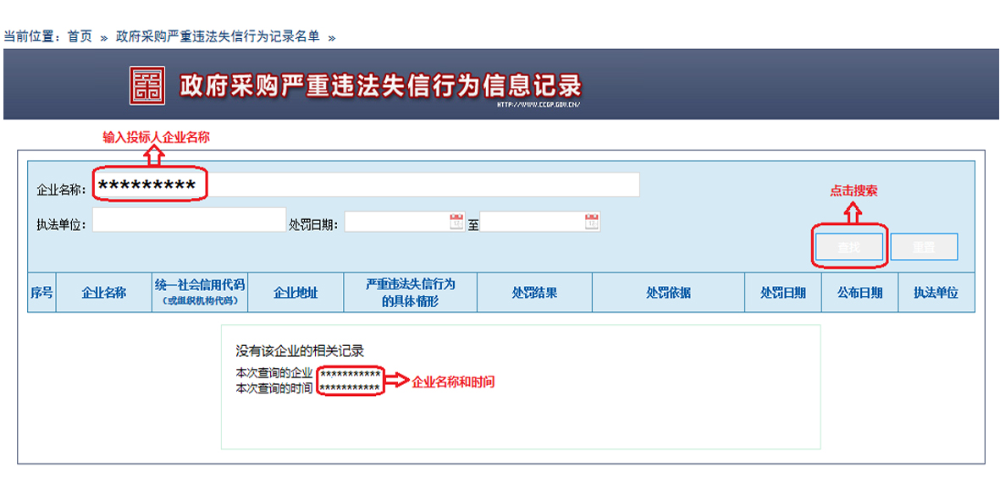 当前位置：首页 » 政府采购严重违法失信行为记录名单 »
政府采购严重违法失信行为信息记录
HTTP://WWW.CCGP.GOV.CN/
输入投标人企业名称
企业名称： *********
点击搜索
执法单位： 处罚日期： 至
查找 重置
序号 企业名称 统一社会信用代码 企业地址 严重违法失信行为 处罚结果 处罚依据 处罚日期 公布日期 执法单位
（或组织机构代码） 的具体情形
没有该企业的相关记录
本次查询的企业 ***********
企业名称和时间
本次查询的时间 ***********